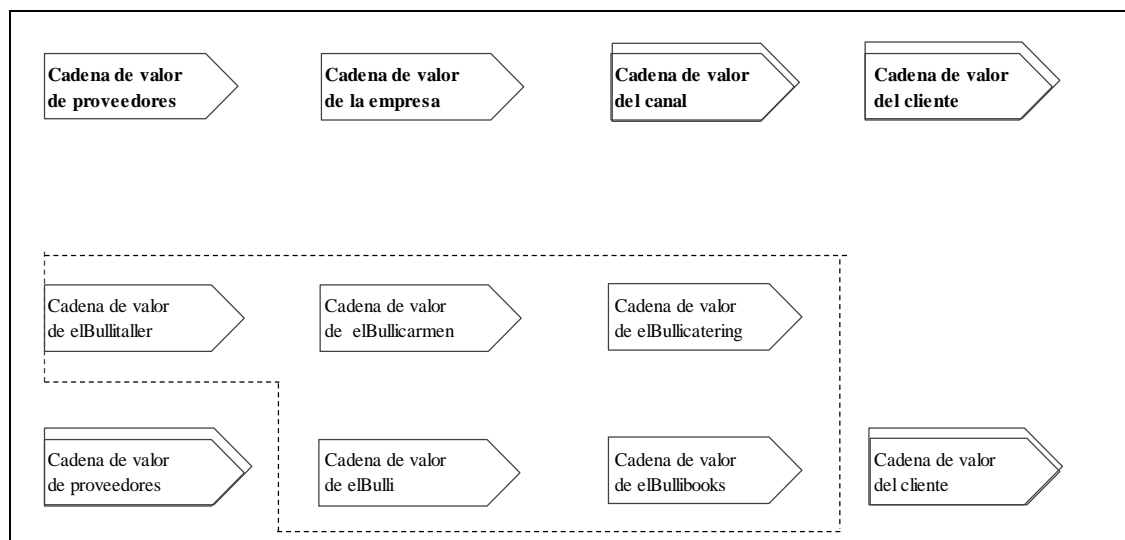 Cadena de valor
de proveedores
Cadena de valor
de la empresa
Cadena de valor
del canal
Cadena de valor
del cliente
Cadena de valor
de elBullitaller
Cadena de valor
de elBullicarmen
Cadena de valor
de elBullicatering
Cadena de valor
de proveedores
Cadena de valor
de elBulli
Cadena de valor
de elBullibooks
Cadena de valor
del cliente